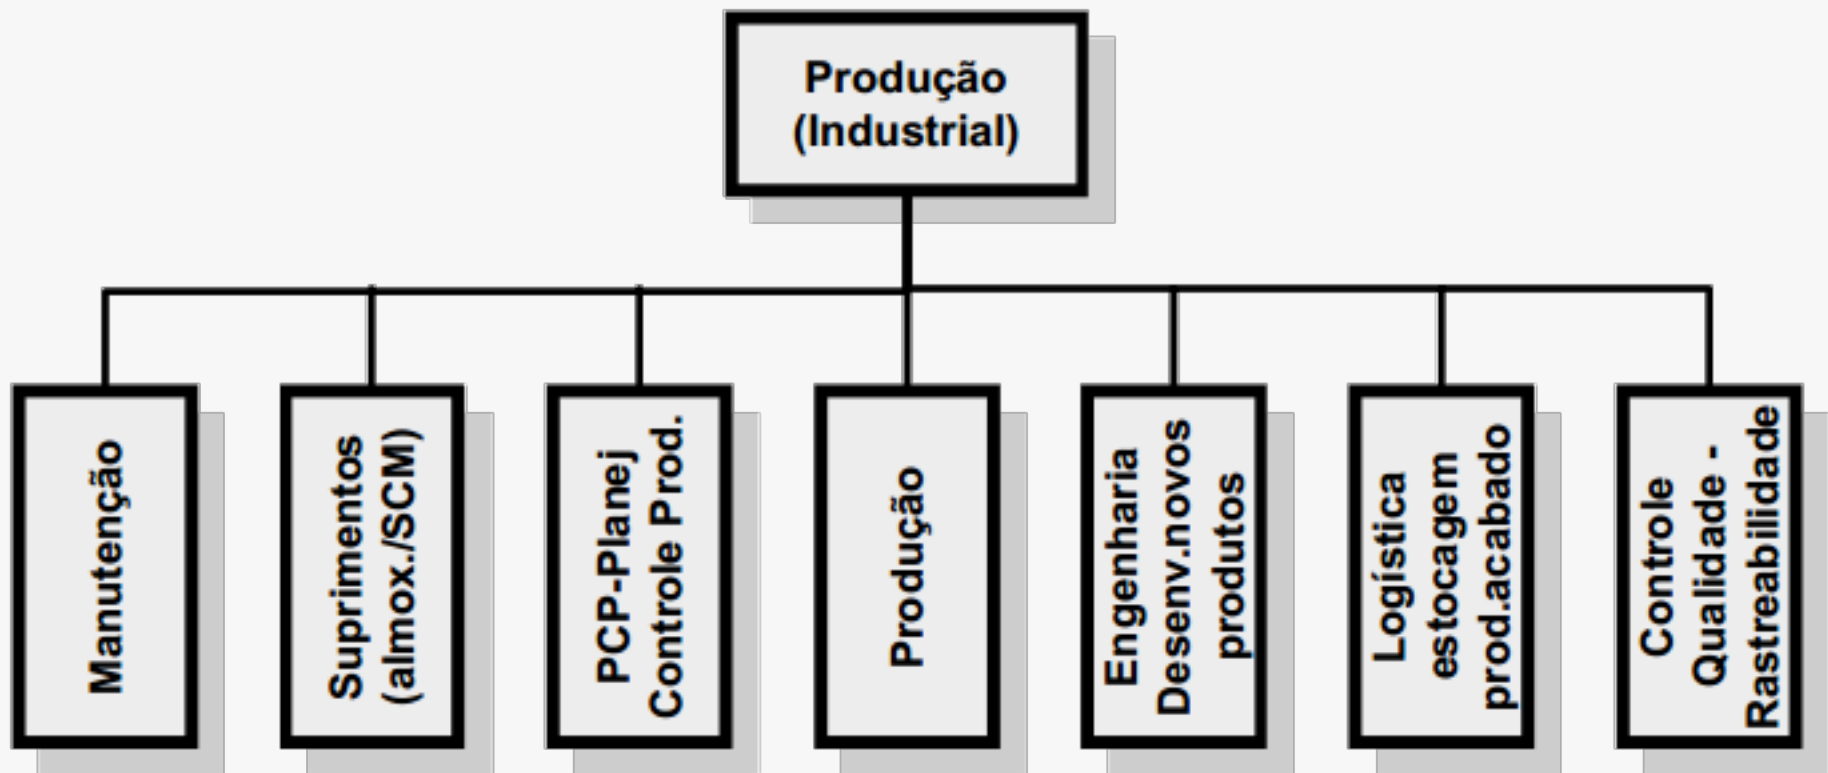 Produção
(Industrial)
Manutenção
Suprimentos
(almox./SCM)
PCP-Planej
Controle Prod.
Produção
Engenharia
Desenv.novos
produtos
Logística
estocagem
prod.acabado
Controle
Qualidade -
Rastreabilidade